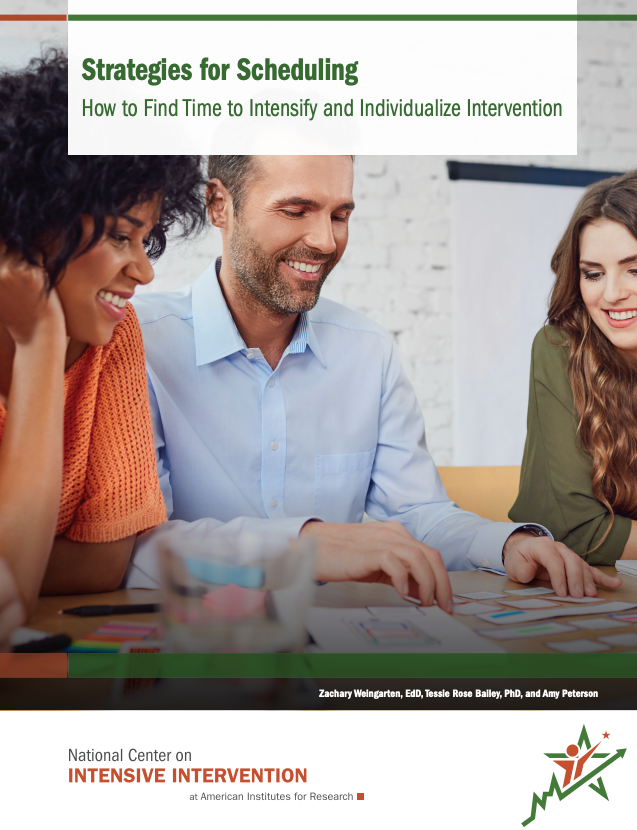 Strategies for Scheduling
How to Find Time to Intensify and Individualize Intervention
Zachary Weingarten, EdD, Tessie Rose Bailey, PhD, and Amy Peterson
National Center on
INTENSIVE INTERVENTION
at American Institutes for Research